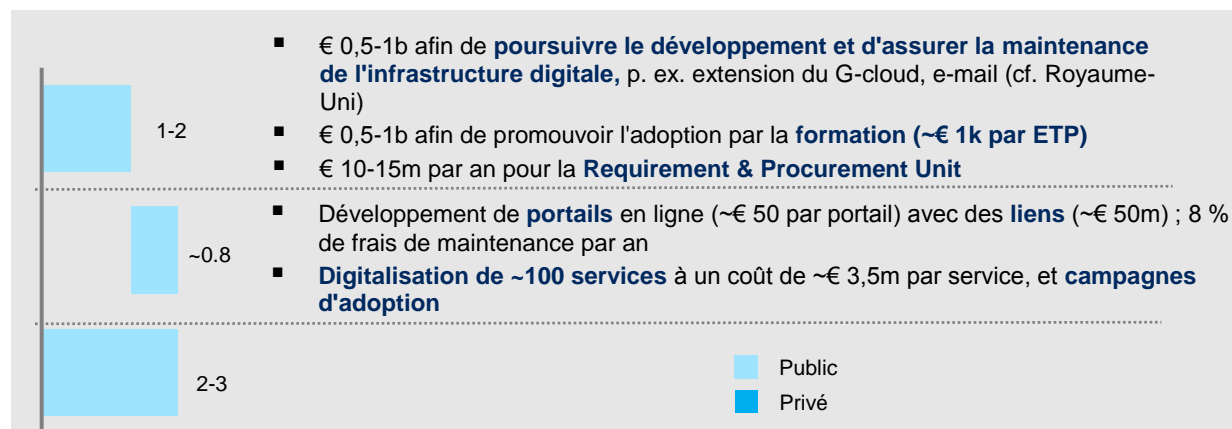 ■ € 0,5-1b afin de poursuivre le développement et d'assurer la maintenance
de l'infrastructure digitale, p. ex. extension du G-cloud, e-mail (cf. Royaume-
Uni)
1-2
■ € 0,5-1b afin de promouvoir l'adoption par la formation (~€ 1k par ETP)
■ € 10-15m par an pour la Requirement & Procurement Unit
■ Développement de portails en ligne (~€ 50 par portail) avec des liens (~€ 50m) ; 8 %
de frais de maintenance par an
~0.8
■ Digitalisation de ~100 services à un coût de ~€ 3,5m par service, et campagnes
d'adoption
2-3
Public
Privé